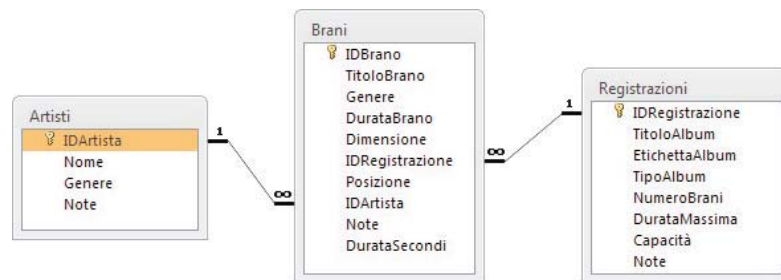 Artisti
IDArtista
Nome
Genere
Note
1
∞
Brani
IDBrano
TitoloBrano
Genere
DurataBrano
Dimensione
IDRegistrazione
Posizione
IDArtista
Note
DurataSecondi
∞
1
Registrazioni
IDRegistrazione
TitoloAlbum
EtichettaAlbum
TipoAlbum
NumeroBrani
DurataMassima
Capacità
Note